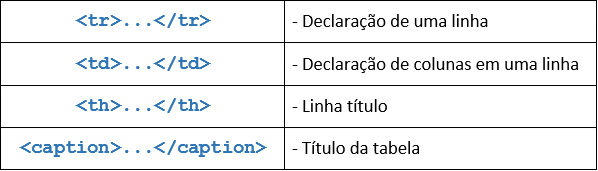 <tr>...</tr> - Declaração de uma linha
<td>...</td> - Declaração de colunas em uma linha
<th>...</th> - Linha título
<caption>...</caption> - Título da tabela